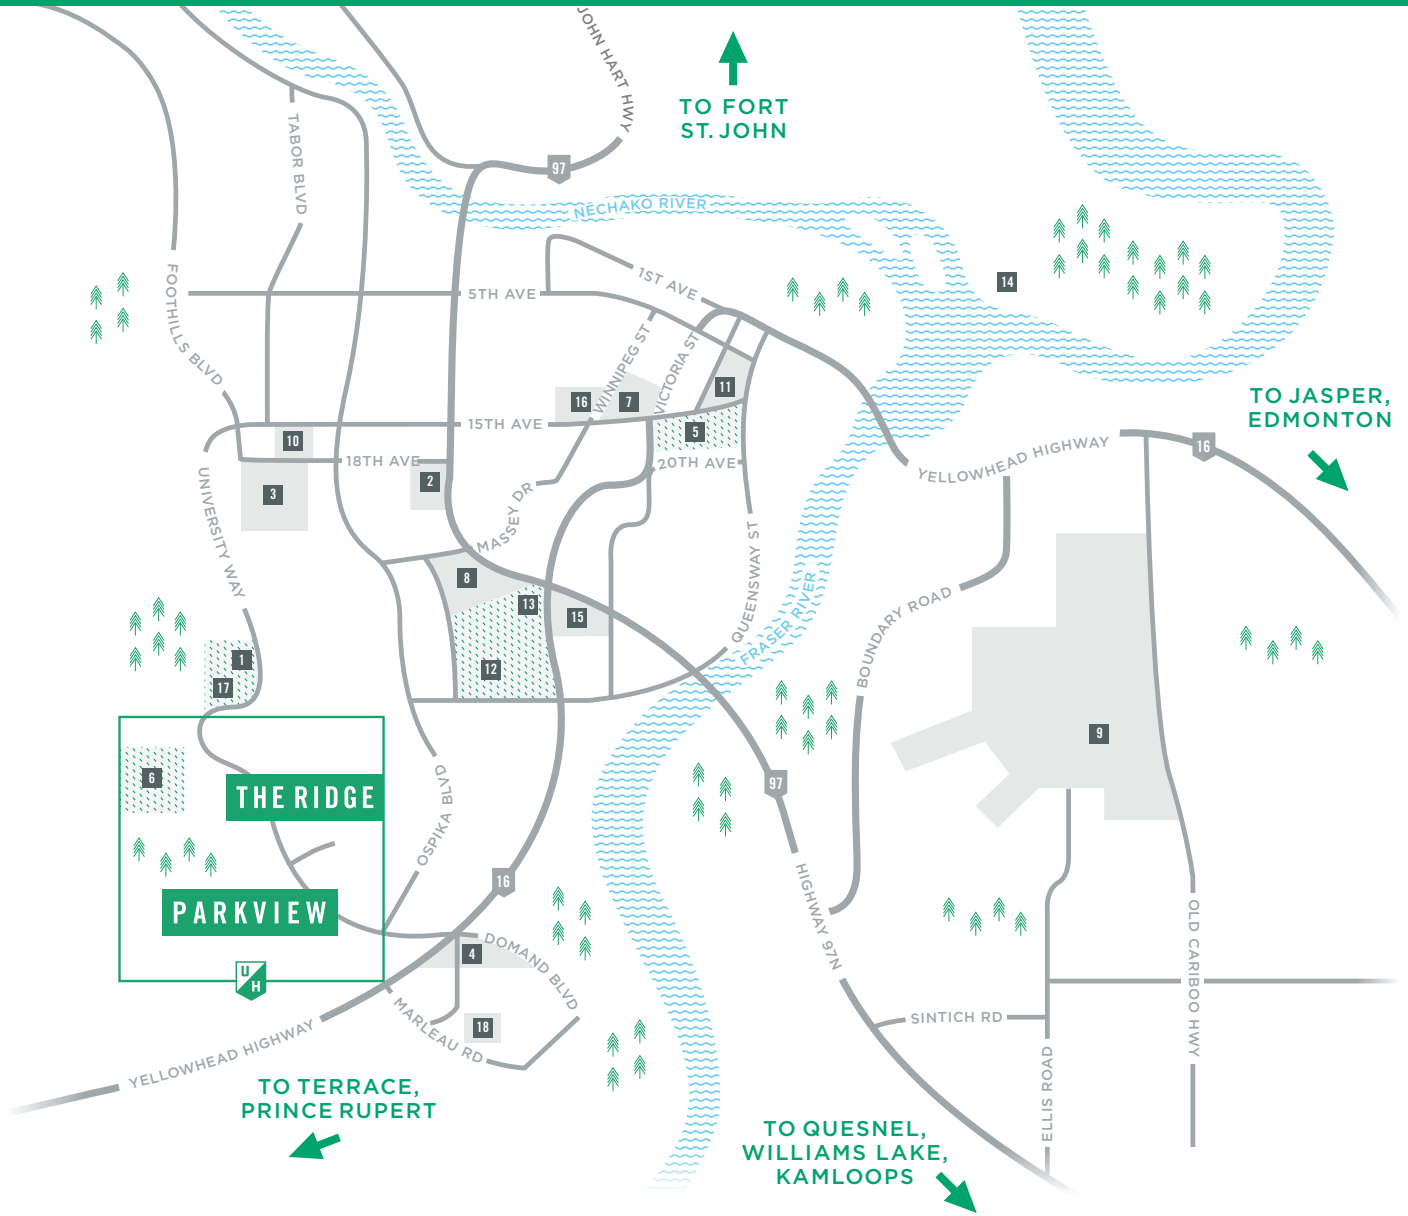 JOHN HART HWY
TO FORT
ST. JOHN
TABOR BLVD
97
NECHAKO RIVER
FOOTHILLS BLVD
5TH AVE
1ST AVE
14
WINNIPEG ST
VICTORIA ST
11
16
7
TO JASPER,
EDMONTON
15TH AVE
5
10
18TH AVE
20TH AVE
YELLOWHEAD HIGHWAY
16
2
3
UNIVERSITY WAY
MASSEY DR
QUEENSWAY ST
8
13
15
FRASER RIVER
BOUNDARY ROAD
1
12
17
9
6
THE RIDGE
OSPIKA BLVD
97
16
HIGHWAY 97N
PARKVIEW
OLD CARIBOO HWY
4
DOMANO BLVD
U
H
MARLEAU RD
18
SINTICH RD
YELLOWHEAD HIGHWAY
ELLIS ROAD
TO TERRACE,
PRINCE RUPERT
TO QUESNEL,
WILLIAMS LAKE,
KAMLOOPS